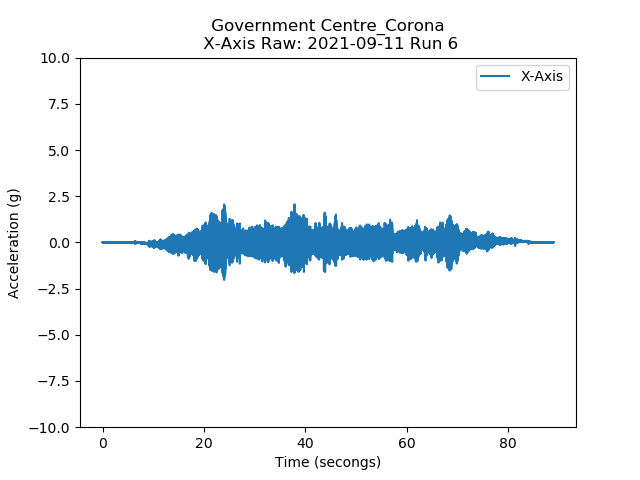 Government Centre_Corona
X-Axis Raw: 2021-09-11 Run 6
X-Axis
10.0
7.5
5.0
2.5
0.0
−2.5
−5.0
−7.5
−10.0
Acceleration (g)
0 20 40 60 80
Time (secongs)